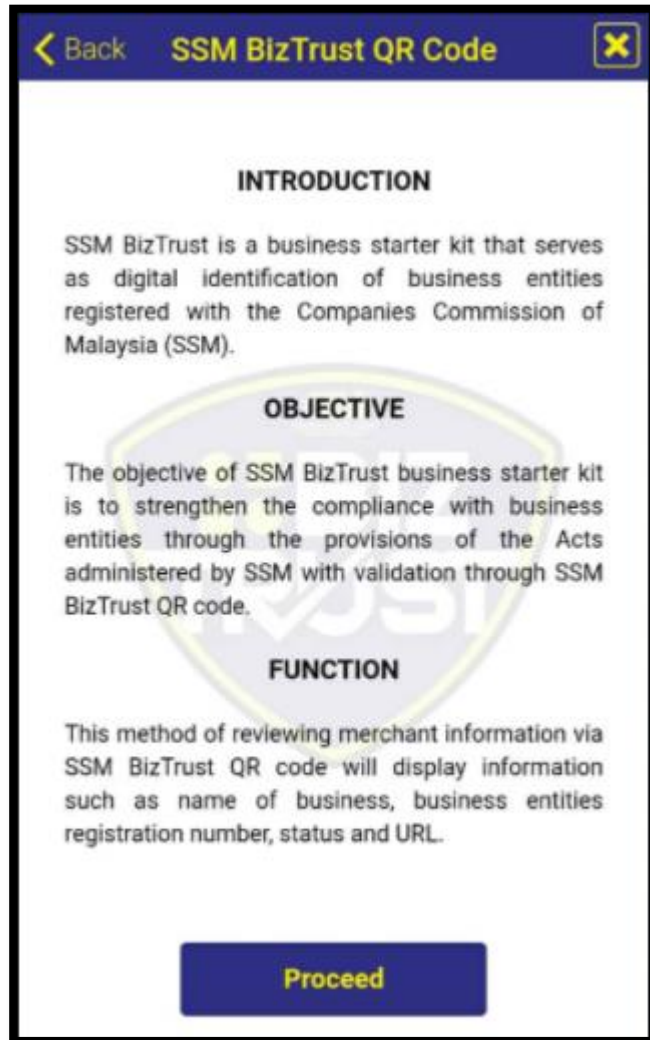 Back SSM BizTrust QR Code
INTRODUCTION
SSM BizTrust is a business starter kit that serves
as digital identification of business entities
registered with the Companies Commission of
Malaysia (SSM).
OBJECTIVE
The objective of SSM BizTrust business starter kit
is to strengthen the compliance with business
entities through the provisions of the Acts
administered by SSM with validation through SSM
BizTrust QR code.
FUNCTION
This method of reviewing merchant information via
SSM BizTrust QR code will display information
such as name of business, business entities
registration number, status and URL.
BIZ
TRUST
Proceed